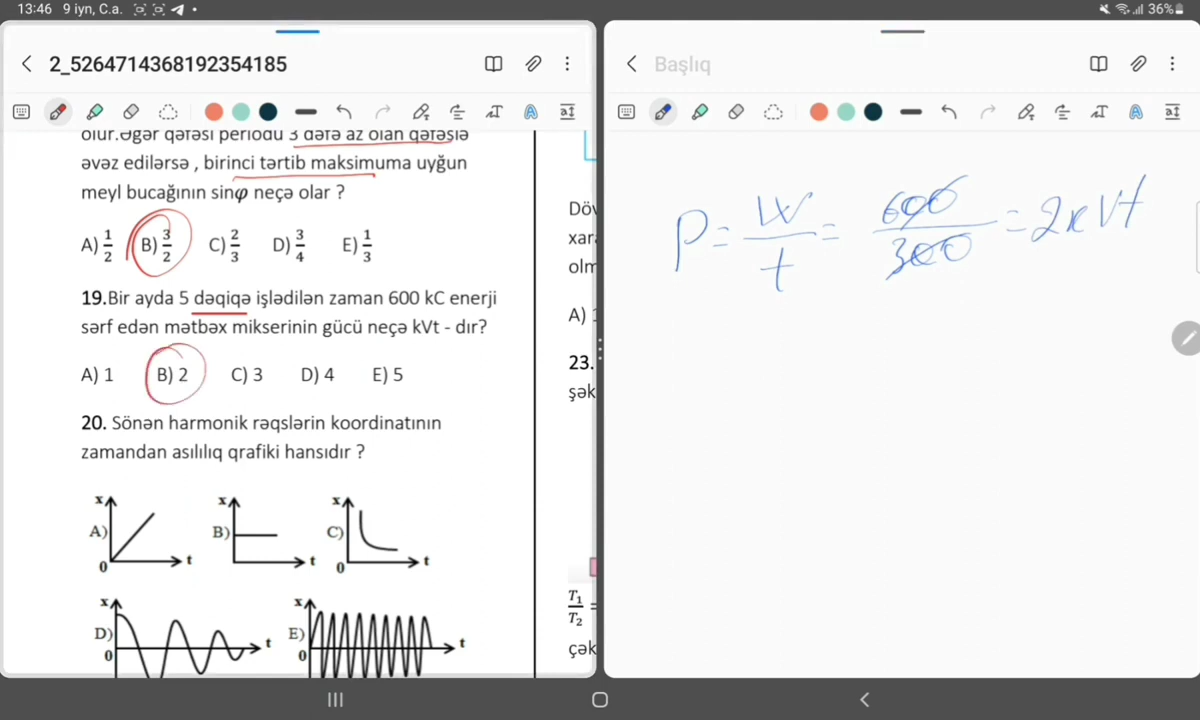 13:46 9 iyn, C.a. 36%
2_5264714368192354185
olur.Əgər qəfəsi periodu 3 dəfə az olan qəfəslə
əvəz edilərsə , birinci tərtib maksimuma uyğun
meyl bucağının sinφ neçə olar ?
A) 1/2 B) 3/2 C) 2/3 D) 3/4 E) 1/3
19.Bir ayda 5 dəqiqə işlədilən zaman 600 kC enerji
sərf edən mətbəx mikserinin gücü neçə kVt - dır?
A) 1 B) 2 C) 3 D) 4 E) 5
20. Sönən harmonik rəqslərin koordinatının
zamandan asılılıq qrafiki hansıdır ?
A) x 0 t B) x t C) x 0 t
D) x 0 t E) x 0 t
Döv
xara
olm
A) 1
23.
şək
T₁/T₂ =
çək
Başlıq
P = W/t = 600/300 = 2kVt